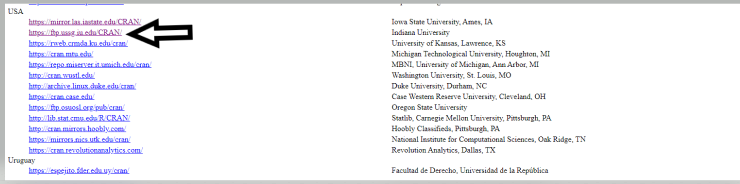 USA
https://mirror.las.iastate.edu/CRAN/ Iowa State University, Ames, IA
https://ftp.ussg.iu.edu/CRAN/ Indiana University
https://rweb.crmda.ku.edu/cran/ University of Kansas, Lawrence, KS
https://cran.mtu.edu/ Michigan Technological University, Houghton, MI
https://repo.miserver.it.umich.edu/cran/ MBNI, University of Michigan, Ann Arbor, MI
http://cran.wustl.edu/ Washington University, St. Louis, MO
http://archive.linux.duke.edu/cran/ Duke University, Durham, NC
https://cran.case.edu/ Case Western Reserve University, Cleveland, OH
https://ftp.osuosl.org/pub/cran/ Oregon State University
http://lib.stat.cmu.edu/R/CRAN/ Statlib, Carnegie Mellon University, Pittsburgh, PA
http://cran.mirrors.hoobly.com/ Hoobly Classifieds, Pittsburgh, PA
https://mirrors.nics.utk.edu/cran/ National Institute for Computational Sciences, Oak Ridge, TN
https://cran.revolutionanalytics.com/ Revolution Analytics, Dallas, TX
Uruguay
https://espejito.fder.edu.uy/cran/ Facultad de Derecho, Universidad de la República